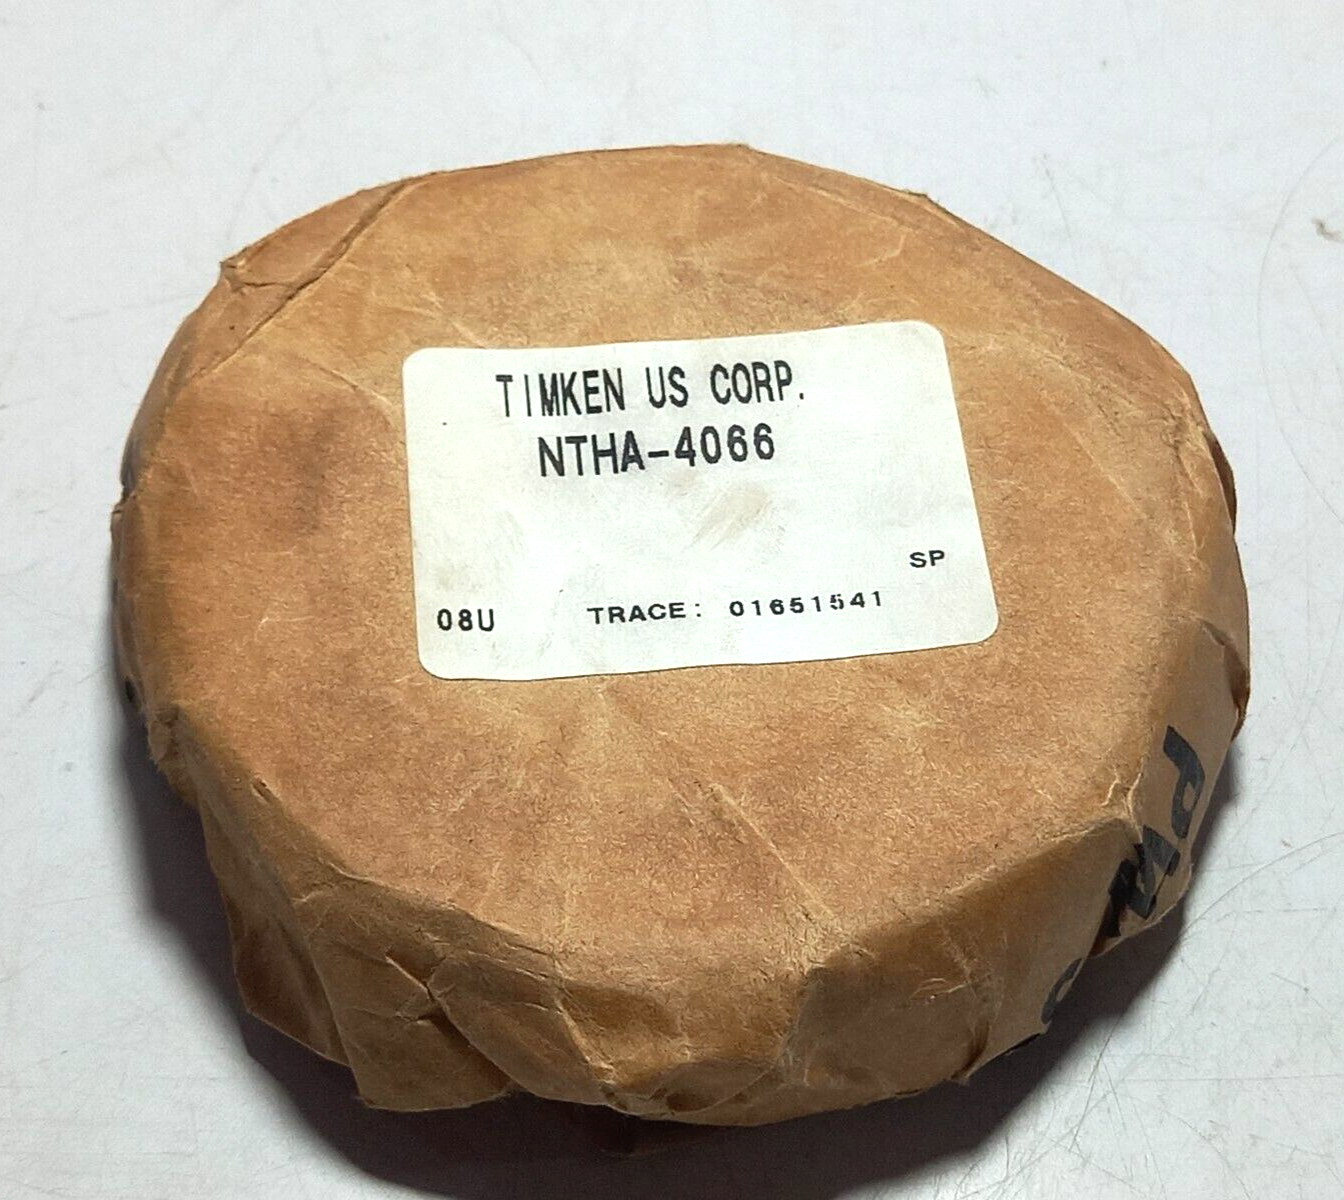 TIMKEN US CORP.
NTHA-4066
SP
08U TRACE: 01651541